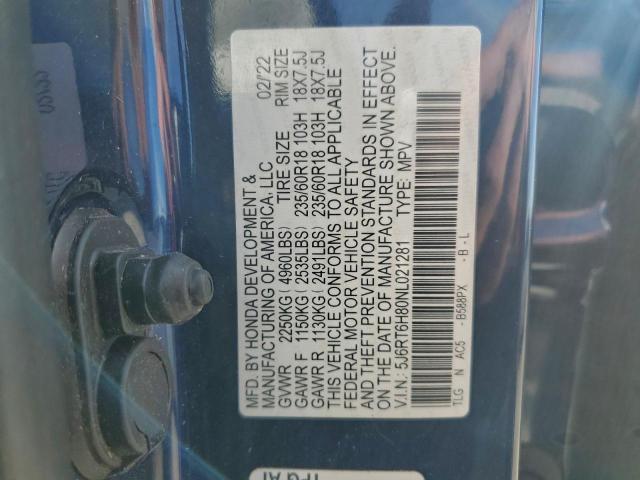 MFD. BY HONDA DEVELOPMENT & 02/22
MANUFACTURING OF AMERICA, LLC
GVWR 2250KG ( 4960LBS) TIRE SIZE RIM SIZE
GAWR F 1150KG ( 2535LBS) 235/60R18 103H 18X7.5J
GAWR R 1130KG ( 2491LBS) 235/60R18 103H 18X7.5J
THIS VEHICLE CONFORMS TO ALL APPLICABLE
FEDERAL MOTOR VEHICLE SAFETY
AND THEFT PREVENTION STANDARDS IN EFFECT
ON THE DATE OF MANUFACTURE SHOWN ABOVE.
V.I.N.: 5J6RT6H80NL021281 TYPE: MPV
TLG N AC5 -B588PX -B-L